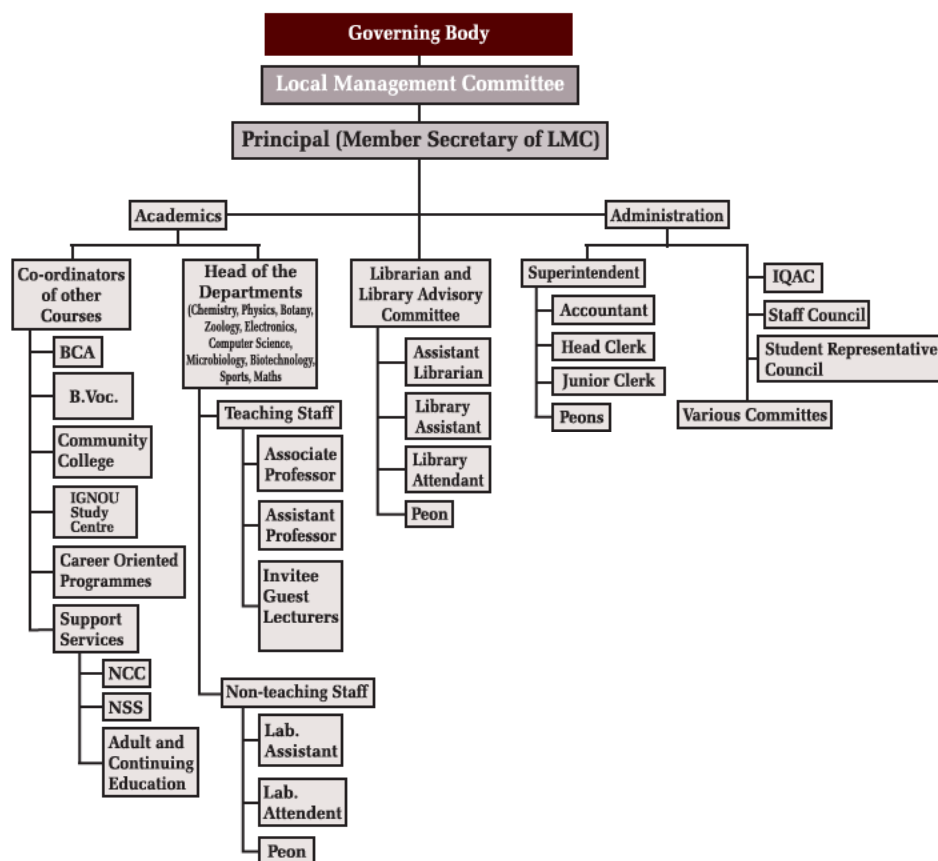 Governing Body
Local Management Committee
Principal (Member Secretary of LMC)
Academics
Administration
Co-ordinators
of other
Courses
BCA
B.Voc.
Community
College
IGNOU
Study
Centre
Career Oriented
Programmes
Support
Services
NCC
NSS
Adult and
Continuing
Education
Head of the
Departments
(Chemistry, Physics, Botany,
Zoology, Electronics,
Computer Science,
Microbiology, Biotechnology,
Sports, Maths
Teaching Staff
Associate
Professor
Assistant
Professor
Invitee
Guest
Lecturers
Non-teaching Staff
Lab.
Assistant
Lab.
Attendent
Peon
Librarian and
Library Advisory
Committee
Assistant
Librarian
Library
Assistant
Library
Attendant
Peon
Superintendent
Accountant
Head Clerk
Junior Clerk
Peons
IQAC
Staff Council
Student Representative
Council
Various Committes